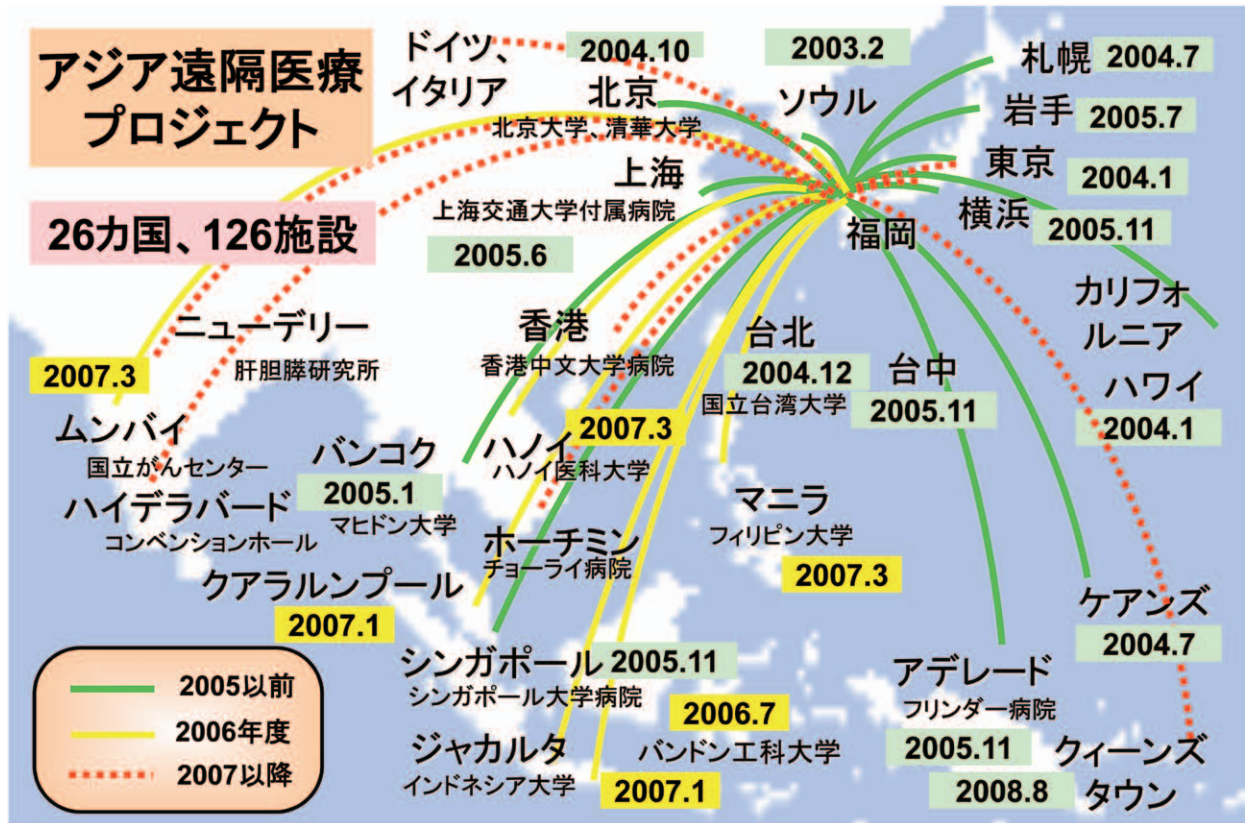 アジア遠隔医療
プロジェクト
26カ国、126施設
ドイツ、
イタリア
2004.10
北京
北京大学、清華大学
2003.2
ソウル
札幌 2004.7
岩手 2005.7
東京
2004.1
横浜
2005.11
福岡
上海
上海交通大学付属病院
2005.6
カリフォ
ルニア
ハワイ
2004.1
ニューデリー
肝胆膵研究所
2007.3
ムンバイ
国立がんセンター
ハイデラバード
コンベンションホール
香港
香港中文大学病院
台北
2004.12
国立台湾大学
台中
2005.11
バンコク
2005.1
マヒドン大学
2007.3
ハノイ
ハノイ医科大学
ホーチミン
チョーライ病院
マニラ
フィリピン大学
2007.3
クアラルンプール
2007.1
シンガポール 2005.11
シンガポール大学病院
2006.7
バンドン工科大学
ジャカルタ
インドネシア大学
2007.1
ケアンズ
2004.7
アデレード
フリンダー病院
2005.11
クィーンズ
タウン
2008.8
2005以前
2006年度
2007以降